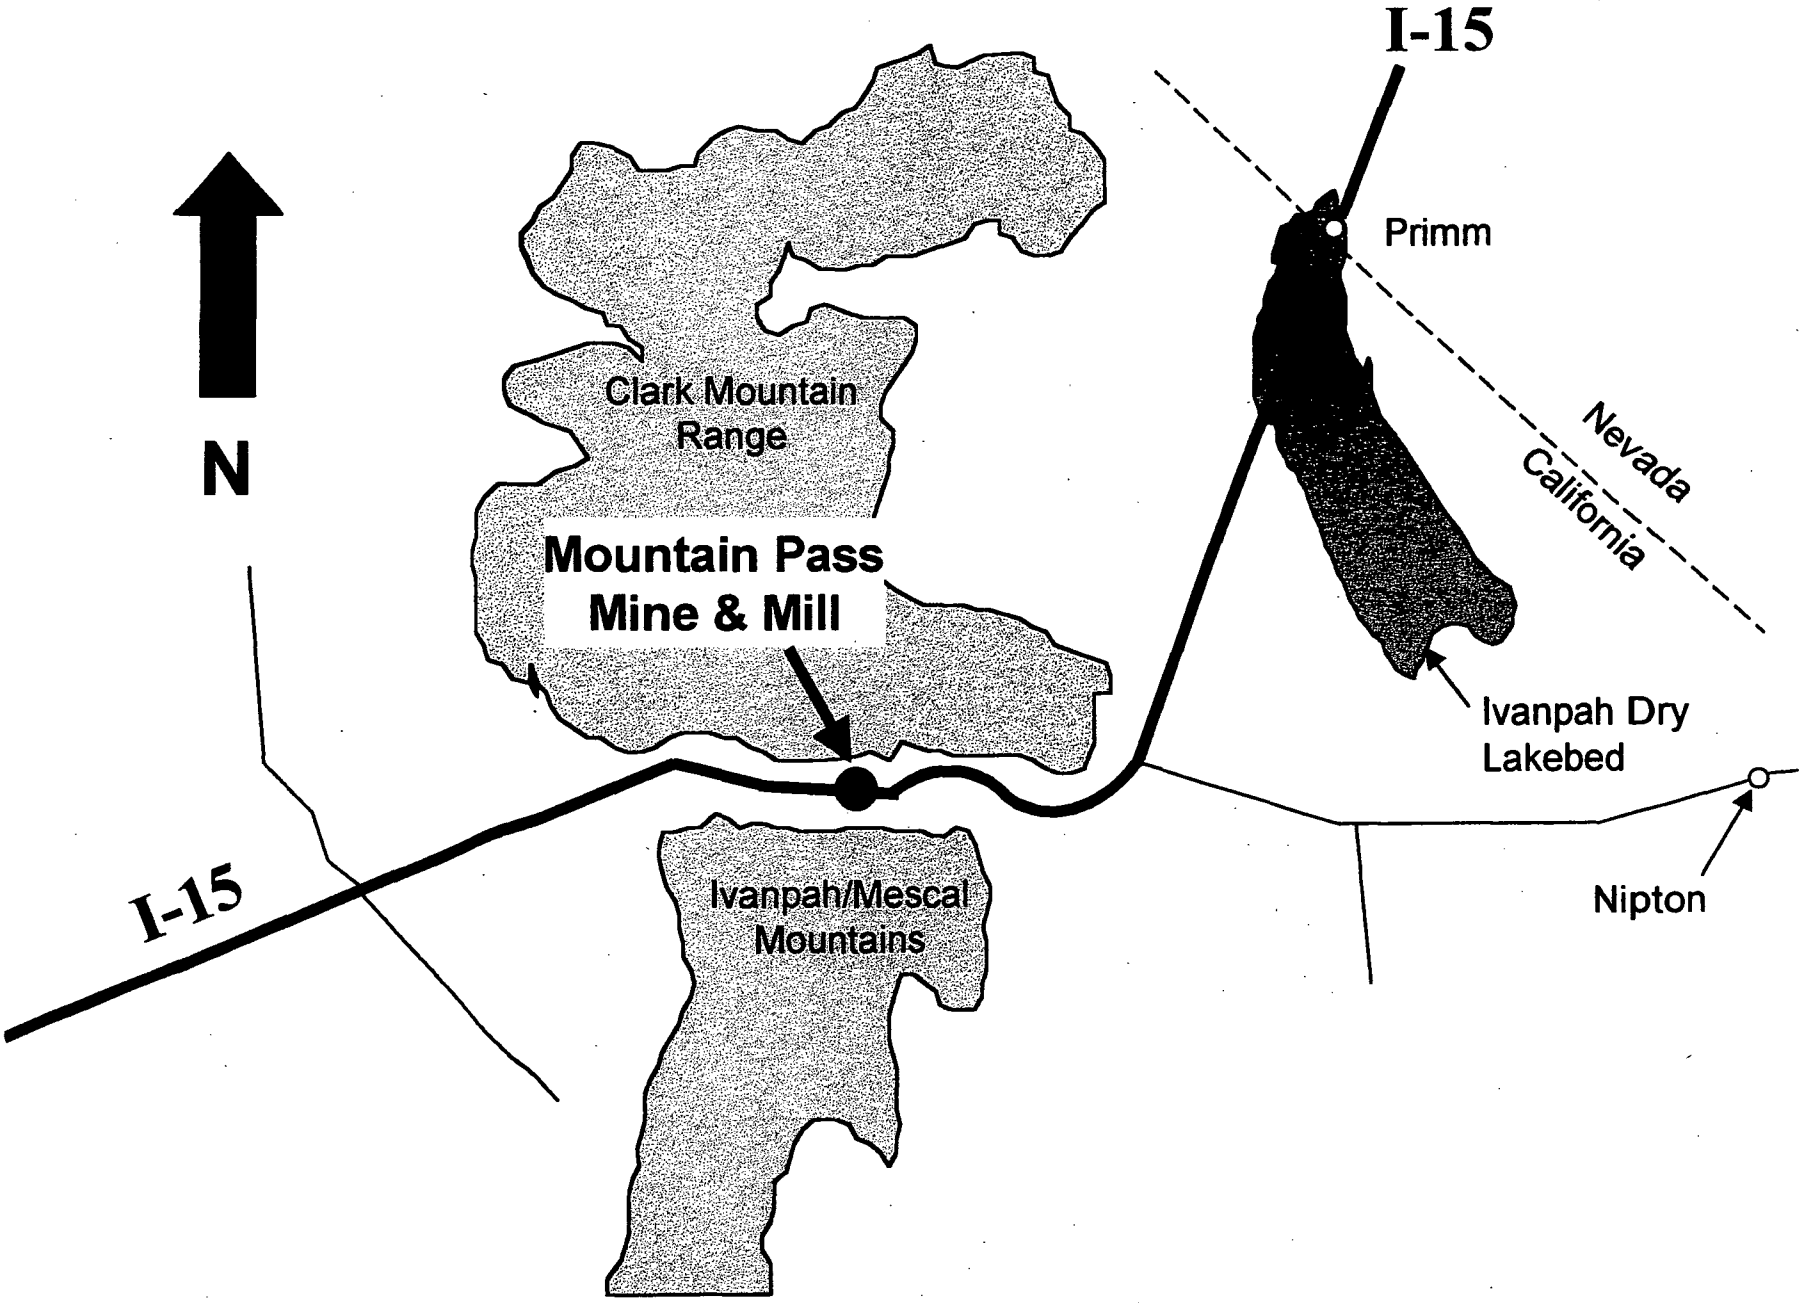 I-15
Primm
Clark Mountain
Range
Nevada
California
N
Mountain Pass
Mine & Mill
Ivanpah Dry
Lakebed
I-15
Ivanpah/Mescal
Mountains
Nipton